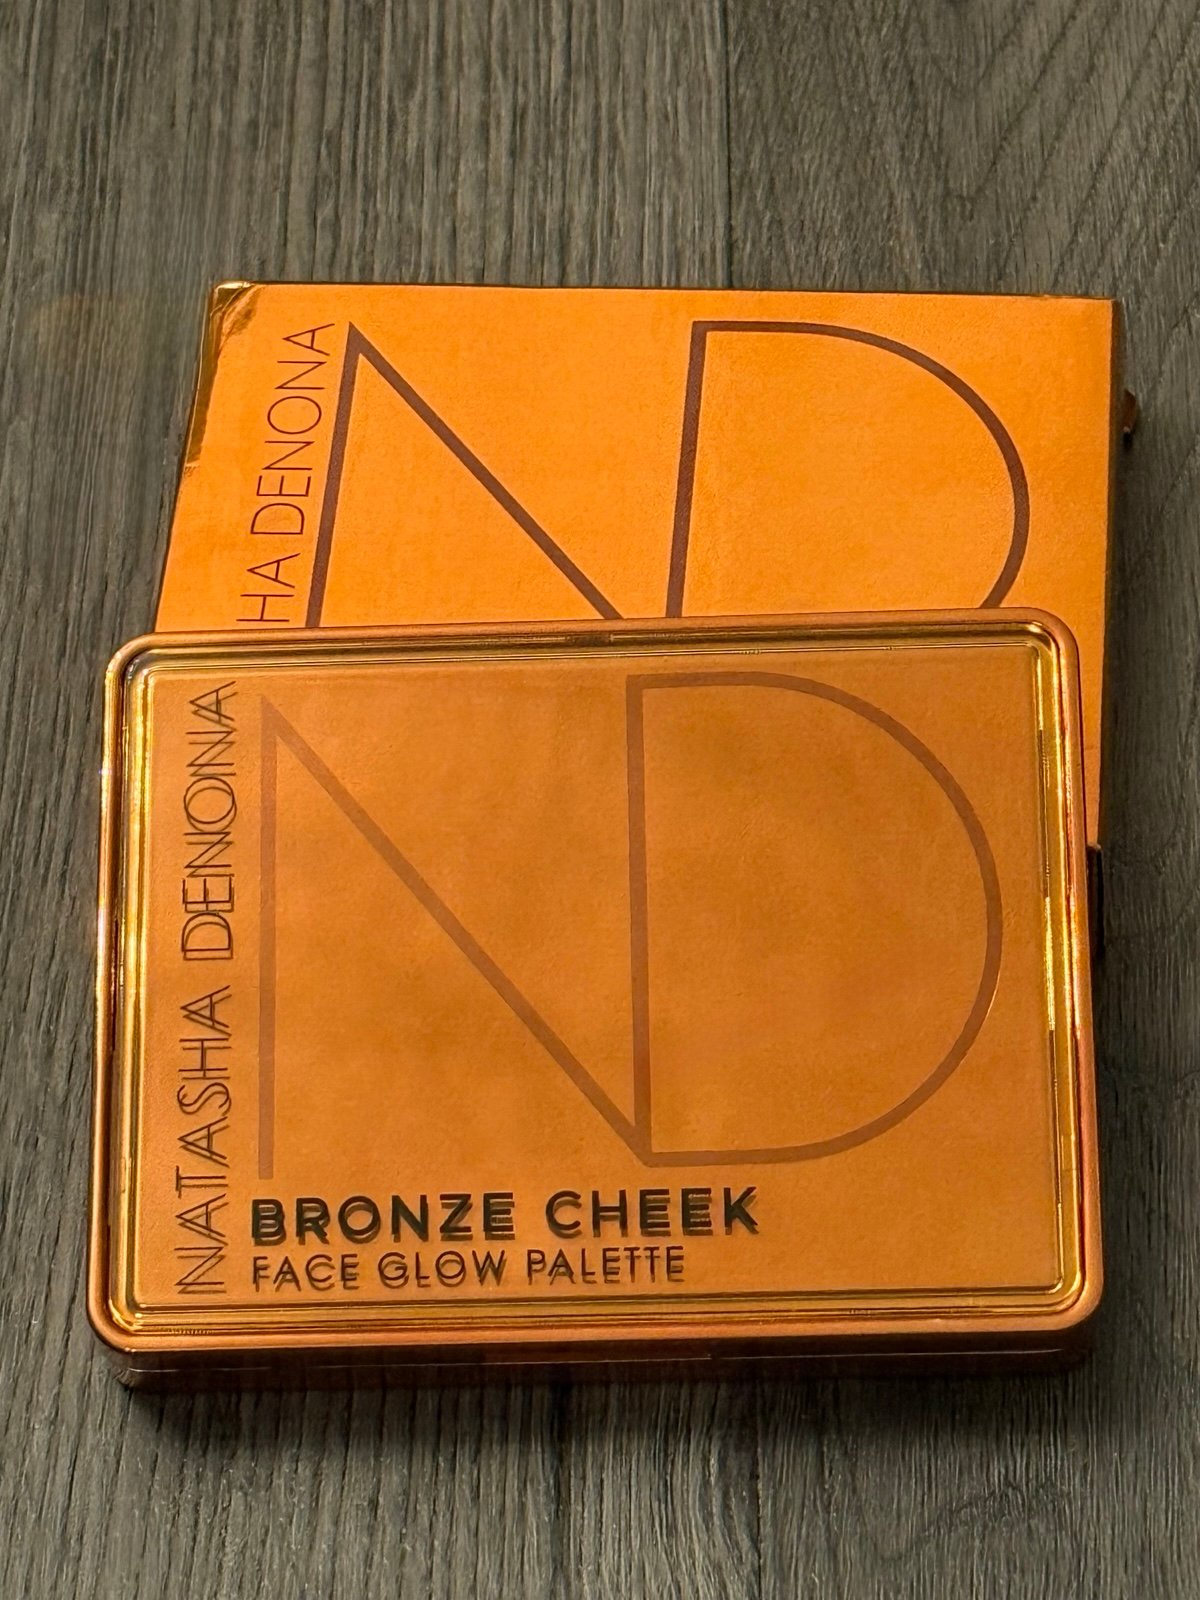 HA DENONA
ND
NATASHA DENONA
ND
BRONZE CHEEK
FACE GLOW PALETTE